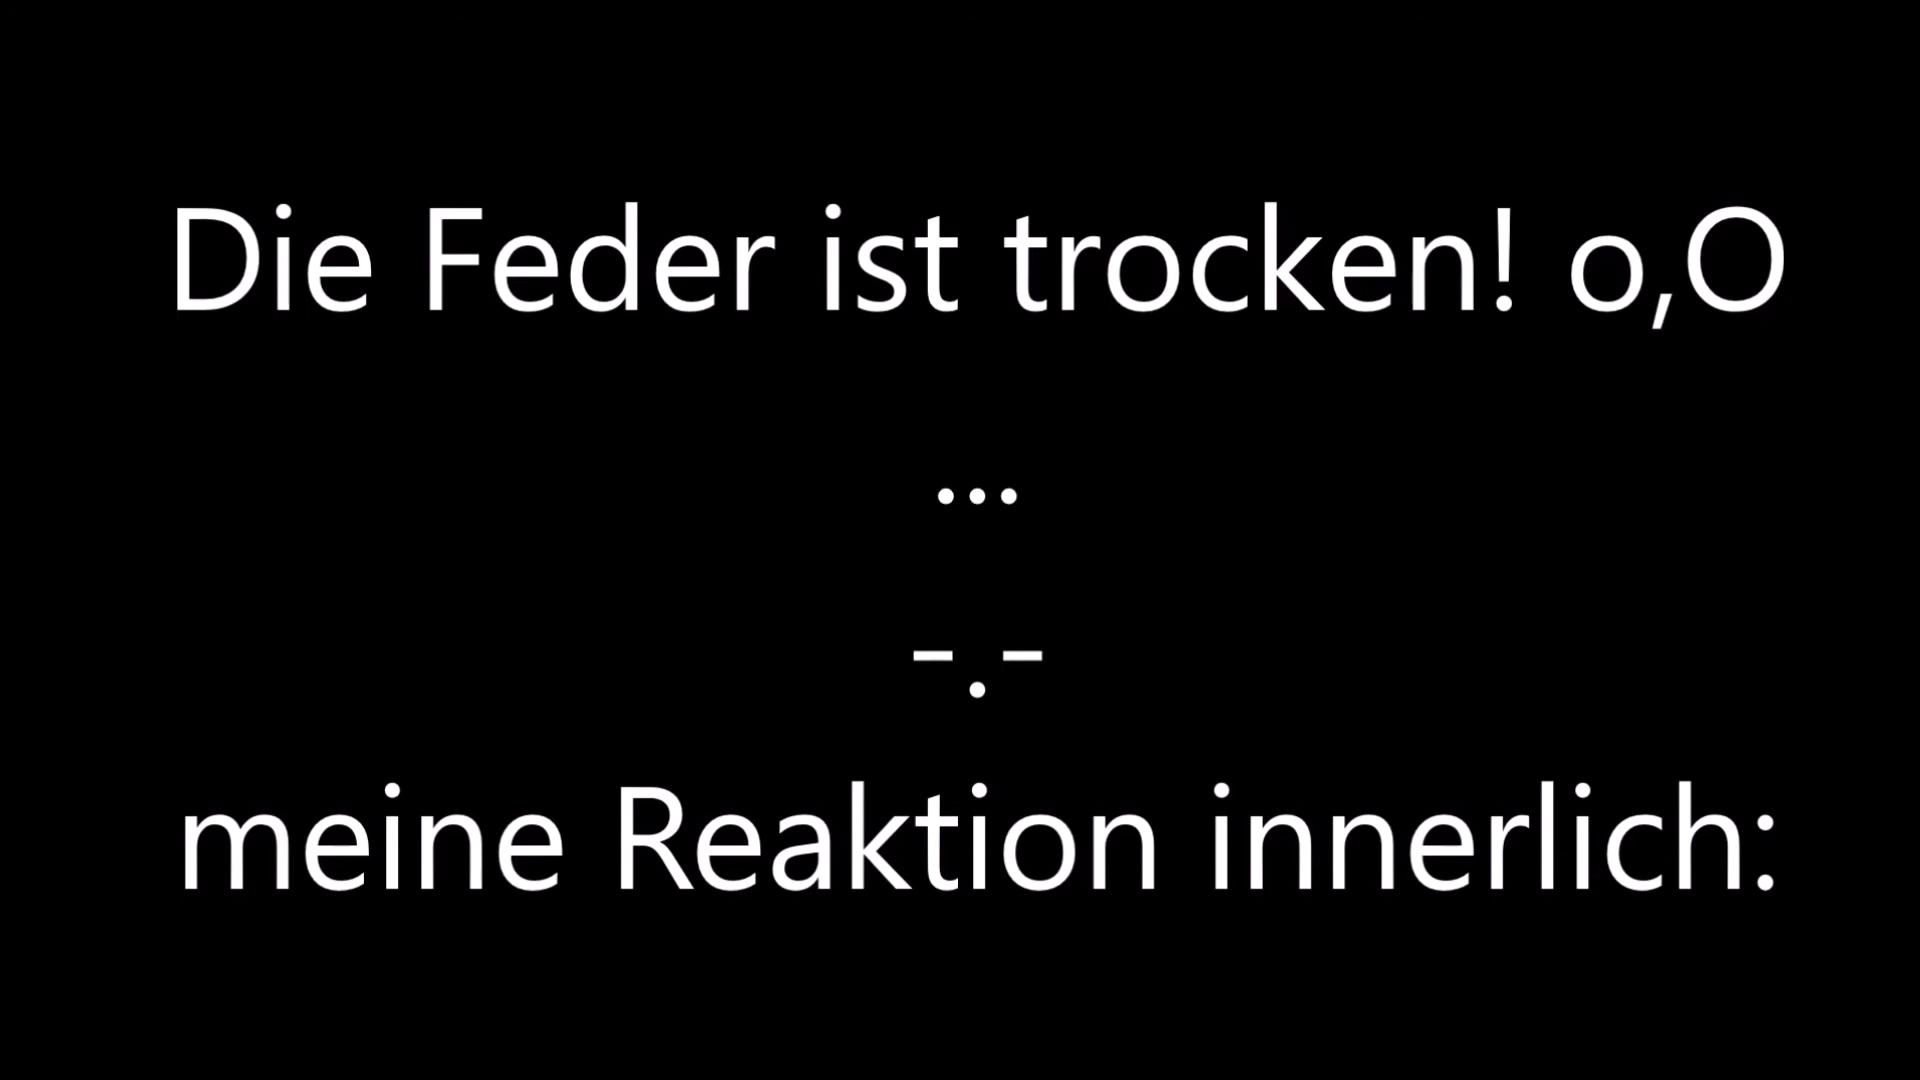 Die Feder ist trocken! o,O
...
-.-
meine Reaktion innerlich: